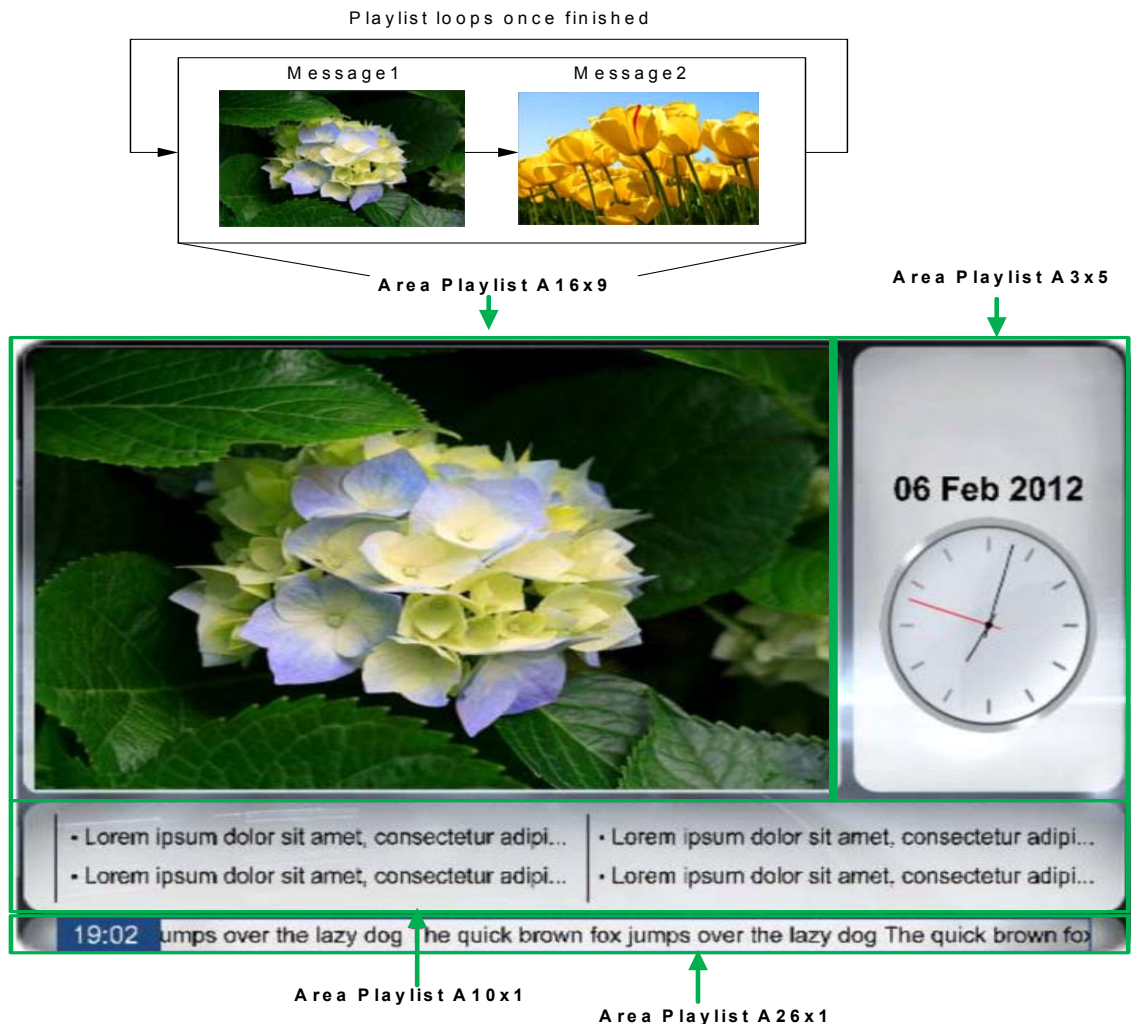 Playlist loops once finished
Message1
Message2
Area Playlist A16x9
Area Playlist A3x5
06 Feb 2012
• Lorem ipsum dolor sit amet, consectetur adipi...
• Lorem ipsum dolor sit amet, consectetur adipi...
• Lorem ipsum dolor sit amet, consectetur adipi...
• Lorem ipsum dolor sit amet, consectetur adipi...
19:02 umps over the lazy dog The quick brown fox jumps over the lazy dog The quick brown fox
Area Playlist A10x1
Area Playlist A26x1